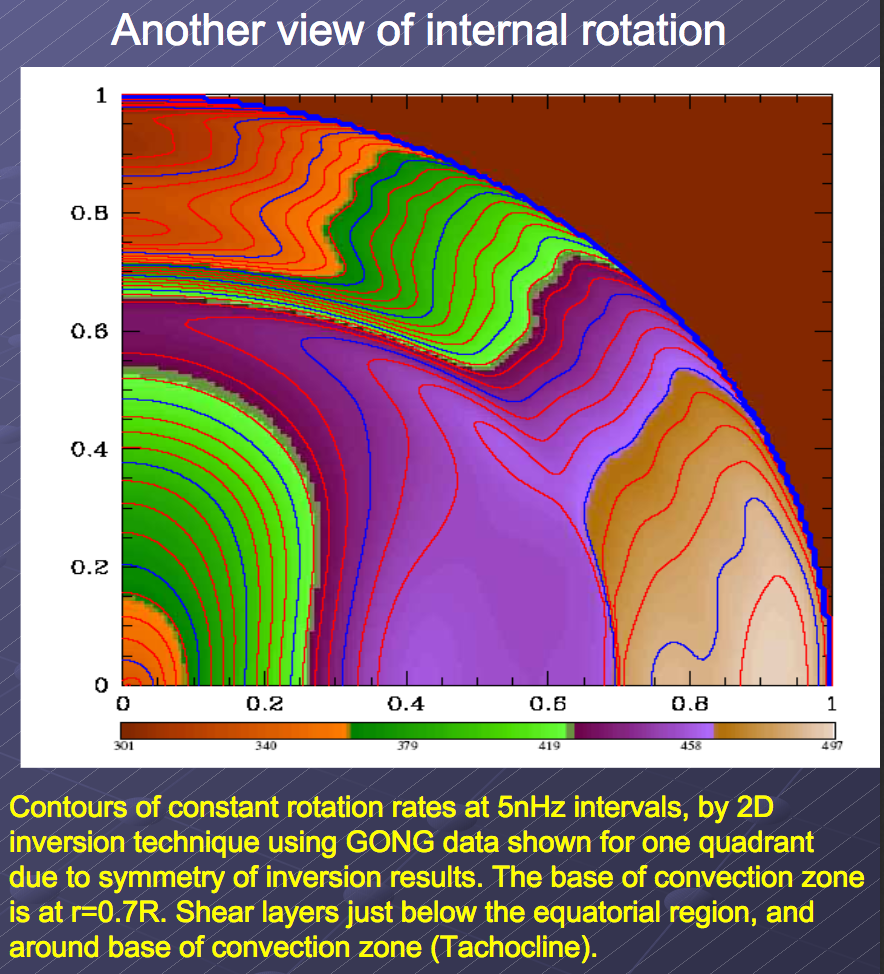 Another view of internal rotation
1
0.8
0.6
0.4
0.2
0
0 0.2 0.4 0.6 0.8 1
301 340 379 419 458 497
Contours of constant rotation rates at 5nHz intervals, by 2D
inversion technique using GONG data shown for one quadrant
due to symmetry of inversion results. The base of convection zone
is at r=0.7R. Shear layers just below the equatorial region, and
around base of convection zone (Tachocline).